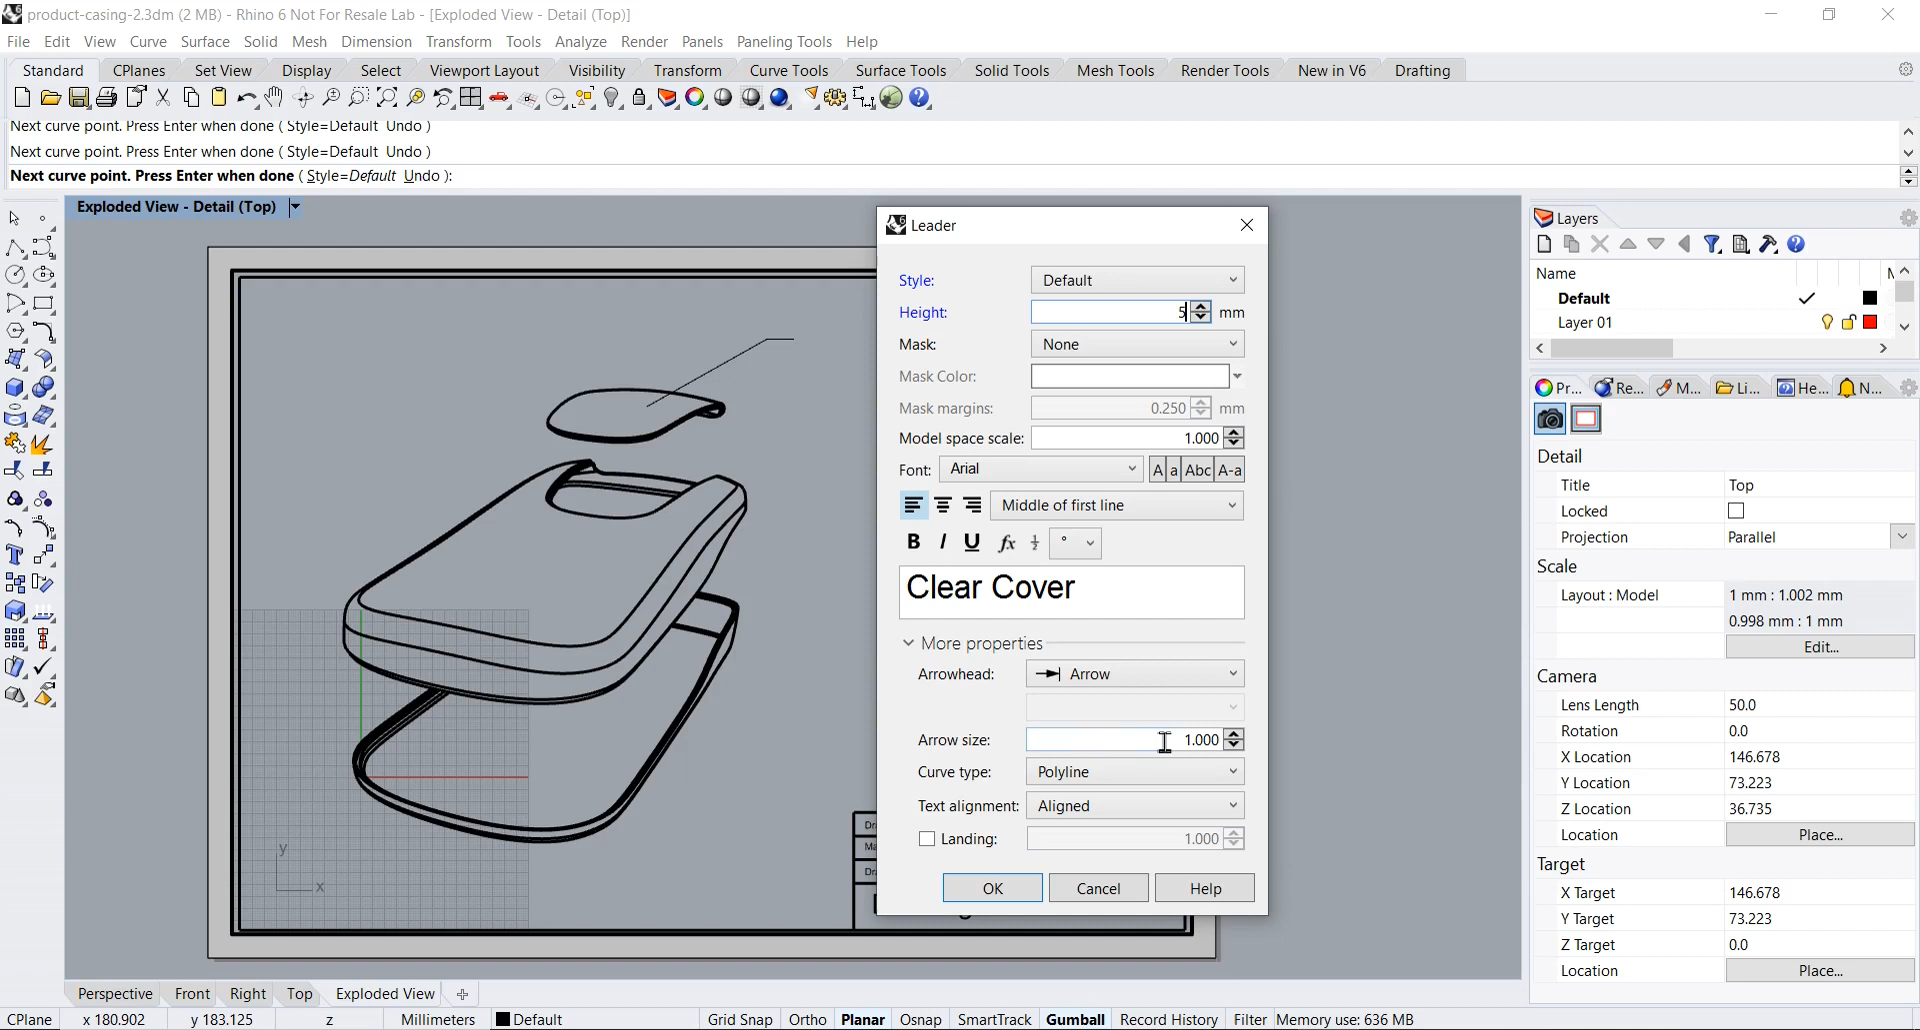 product-casing-2.3dm (2 MB) - Rhino 6 Not For Resale Lab - [Exploded View - Detail (Top)]
File Edit View Curve Surface Solid Mesh Dimension Transform Tools Analyze Render Panels Paneling Tools Help
Standard CPlanes Set View Display Select Viewport Layout Visibility Transform Curve Tools Surface Tools Solid Tools Mesh Tools Render Tools New in V6 Drafting
Next curve point. Press Enter when done ( Style=Default Undo )
Next curve point. Press Enter when done ( Style=Default Undo )
Next curve point. Press Enter when done ( Style=Default Undo ):
Exploded View - Detail (Top)
Leader
Style: Default
Height: 5 mm
Mask: None
Mask Color:
Mask margins: 0.250 mm
Model space scale: 1.000
Font: Arial A a Abc A-a
Middle of first line
B I U fx ½ °
Clear Cover
More properties
Arrowhead: Arrow
Arrow size: 1.000
Curve type: Polyline
Text alignment: Aligned
Landing: 1.000
OK Cancel Help
Dr
Ma
Dr
y
x
Layers
Name M
Default
Layer 01
Pr... Re... M... Li... He... N...
Detail
Title Top
Locked
Projection Parallel
Scale
Layout : Model 1 mm : 1.002 mm
0.998 mm : 1 mm
Edit...
Camera
Lens Length 50.0
Rotation 0.0
X Location 146.678
Y Location 73.223
Z Location 36.735
Location Place...
Target
X Target 146.678
Y Target 73.223
Z Target 0.0
Location Place...
Perspective Front Right Top Exploded View
CPlane x 180.902 y 183.125 z Millimeters Default Grid Snap Ortho Planar Osnap SmartTrack Gumball Record History Filter Memory use: 636 MB